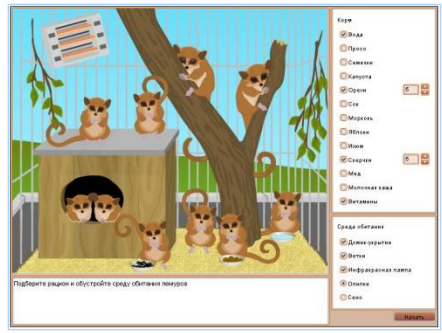 Корм
Вода
Просо
Семечки
Капуста
Орехи 6
Сок
Морковь
Яблоки
Изюм
Сверчки 6
Мед
Молочная каша
Витамины
Среда обитания
Домик-укрытие
Ветки
Инфракрасная лампа
Опилки
Сено
Подберите рацион и обустройте среду обитания лемуров
Начать